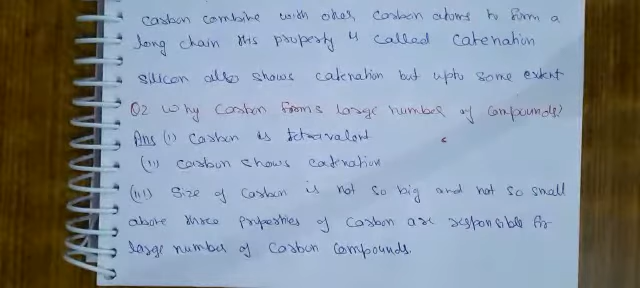 Carbon combine with other carbon atoms to form a
long chain this property is called Catenation
Silicon also shows catenation but upto some extent
Q2 Why Carbon forms large number of compounds?
Ans (i) Carbon is tetravalent
(ii) Carbon shows catenation
(iii) Size of Carbon is not so big and not so small
above three properties of Carbon are responsible for
large number of Carbon Compounds.